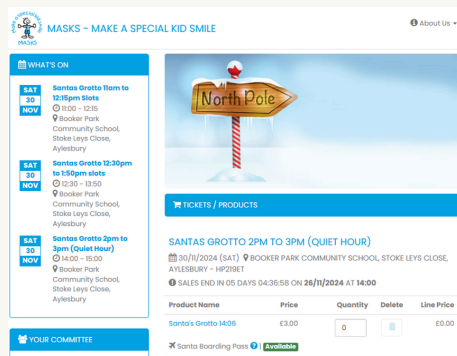 MASKS
MASKS ~ MAKE A SPECIAL KID SMILE
About Us
WHAT'S ON
SAT
30
NOV
Santas Grotto 11am to
12:15pm Slots
11:00 - 12:15
Booker Park
Community School,
Stoke Leys Close,
Aylesbury
SAT
30
NOV
Santas Grotto 12:30pm
to 1:50pm slots
12:30 - 13:50
Booker Park
Community School,
Stoke Leys Close,
Aylesbury
SAT
30
NOV
Santas Grotto 2pm to
3pm (Quiet Hour)
14:00 - 15:00
Booker Park
Community School,
Stoke Leys Close,
Aylesbury
YOUR COMMITTEE
North Pole
TICKETS / PRODUCTS
SANTAS GROTTO 2PM TO 3PM (QUIET HOUR)
30/11/2024 (SAT) BOOKER PARK COMMUNITY SCHOOL, STOKE LEYS CLOSE,
AYLESBURY - HP219ET
SALES END IN 05 DAYS 04:36:58 ON 26/11/2024 AT 14:00
Product Name Price Quantity Delete Line Price
Santa's Grotto 14:06 £3.00 0 £0.00
Santa Boarding Pass ? | Available